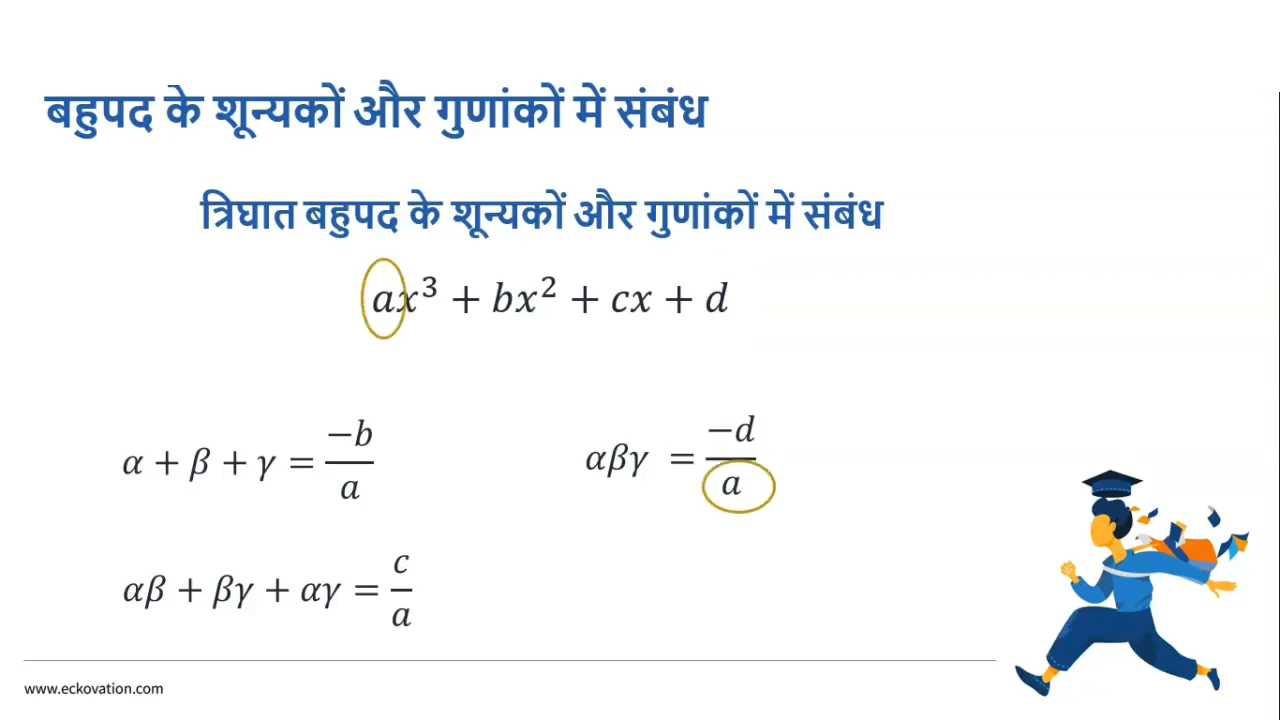 बहुपद के शून्यकों और गुणांकों में संबंध
त्रिघात बहुपद के शून्यकों और गुणांकों में संबंध
ax³ + bx² + cx + d
α + β + γ = −b/a
αβγ = −d/a
αβ + βγ + αγ = c/a
www.eckovation.com